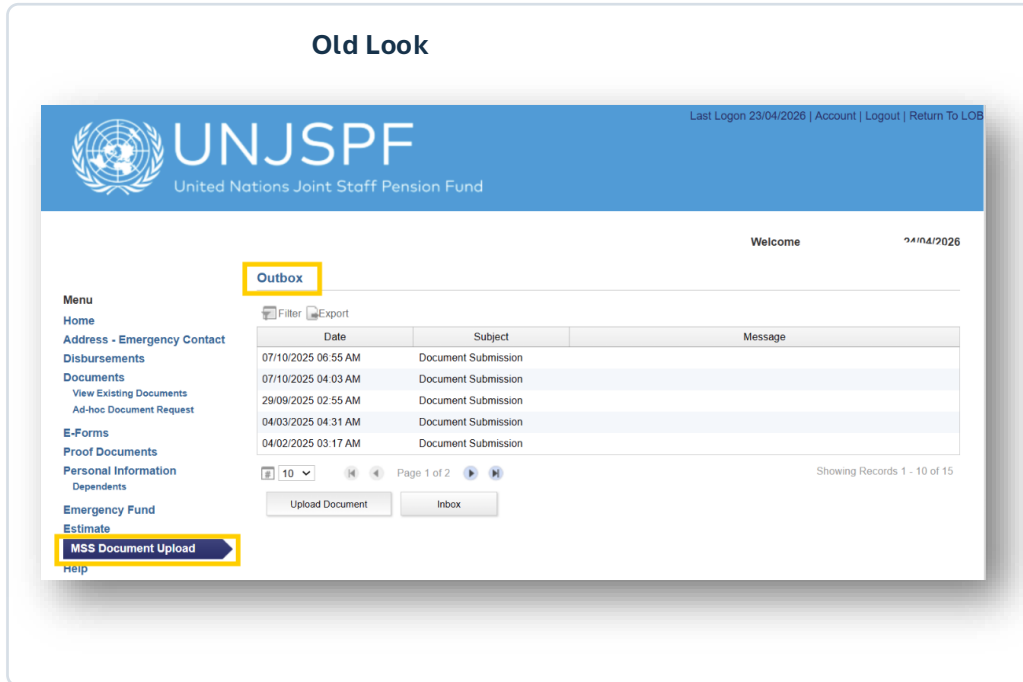 Old Look
Last Logon 23/04/2026 | Account | Logout | Return To LOB
UNJSPF
United Nations Joint Staff Pension Fund
Welcome 24/04/2026
Outbox
Menu
Home
Address - Emergency Contact
Disbursements
Documents
View Existing Documents
Ad-hoc Document Request
E-Forms
Proof Documents
Personal Information
Dependents
Emergency Fund
Estimate
MSS Document Upload
Help
Filter Export
Date Subject Message
07/10/2025 06:55 AM Document Submission
07/10/2025 04:03 AM Document Submission
29/09/2025 02:55 AM Document Submission
04/03/2025 04:31 AM Document Submission
04/02/2025 03:17 AM Document Submission
# 10 Page 1 of 2 Showing Records 1 - 10 of 15
Upload Document Inbox